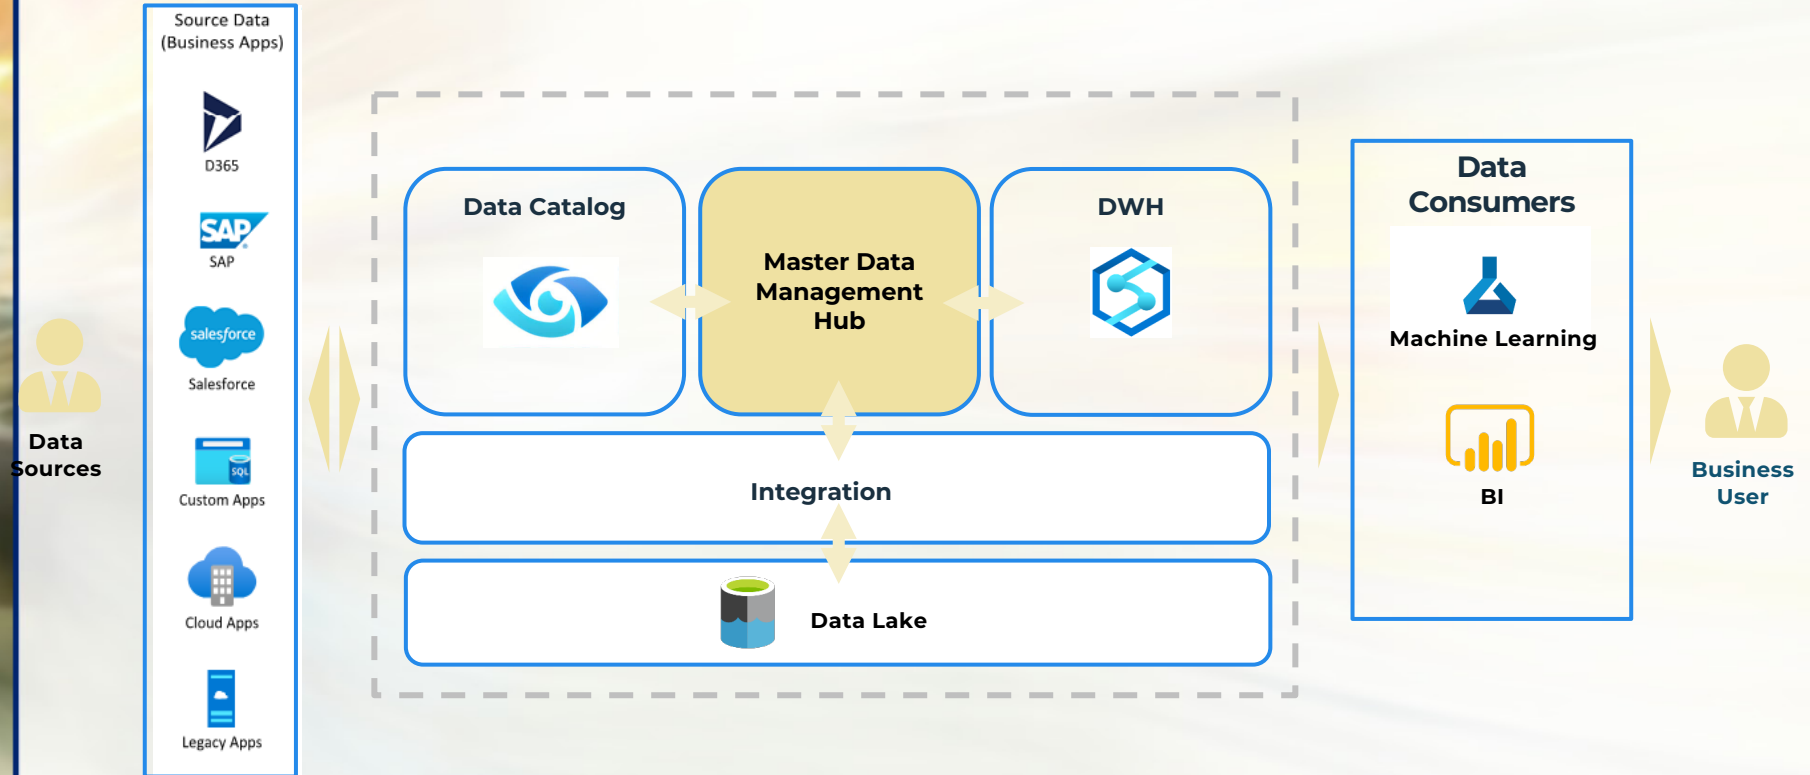 Source Data
(Business Apps)
D365
SAP
SAP
salesforce
Salesforce
SQL
Custom Apps
Cloud Apps
Legacy Apps
Data
Sources
Data Catalog
Master Data
Management
Hub
DWH
Integration
Data Lake
Data
Consumers
Machine Learning
BI
Business
User